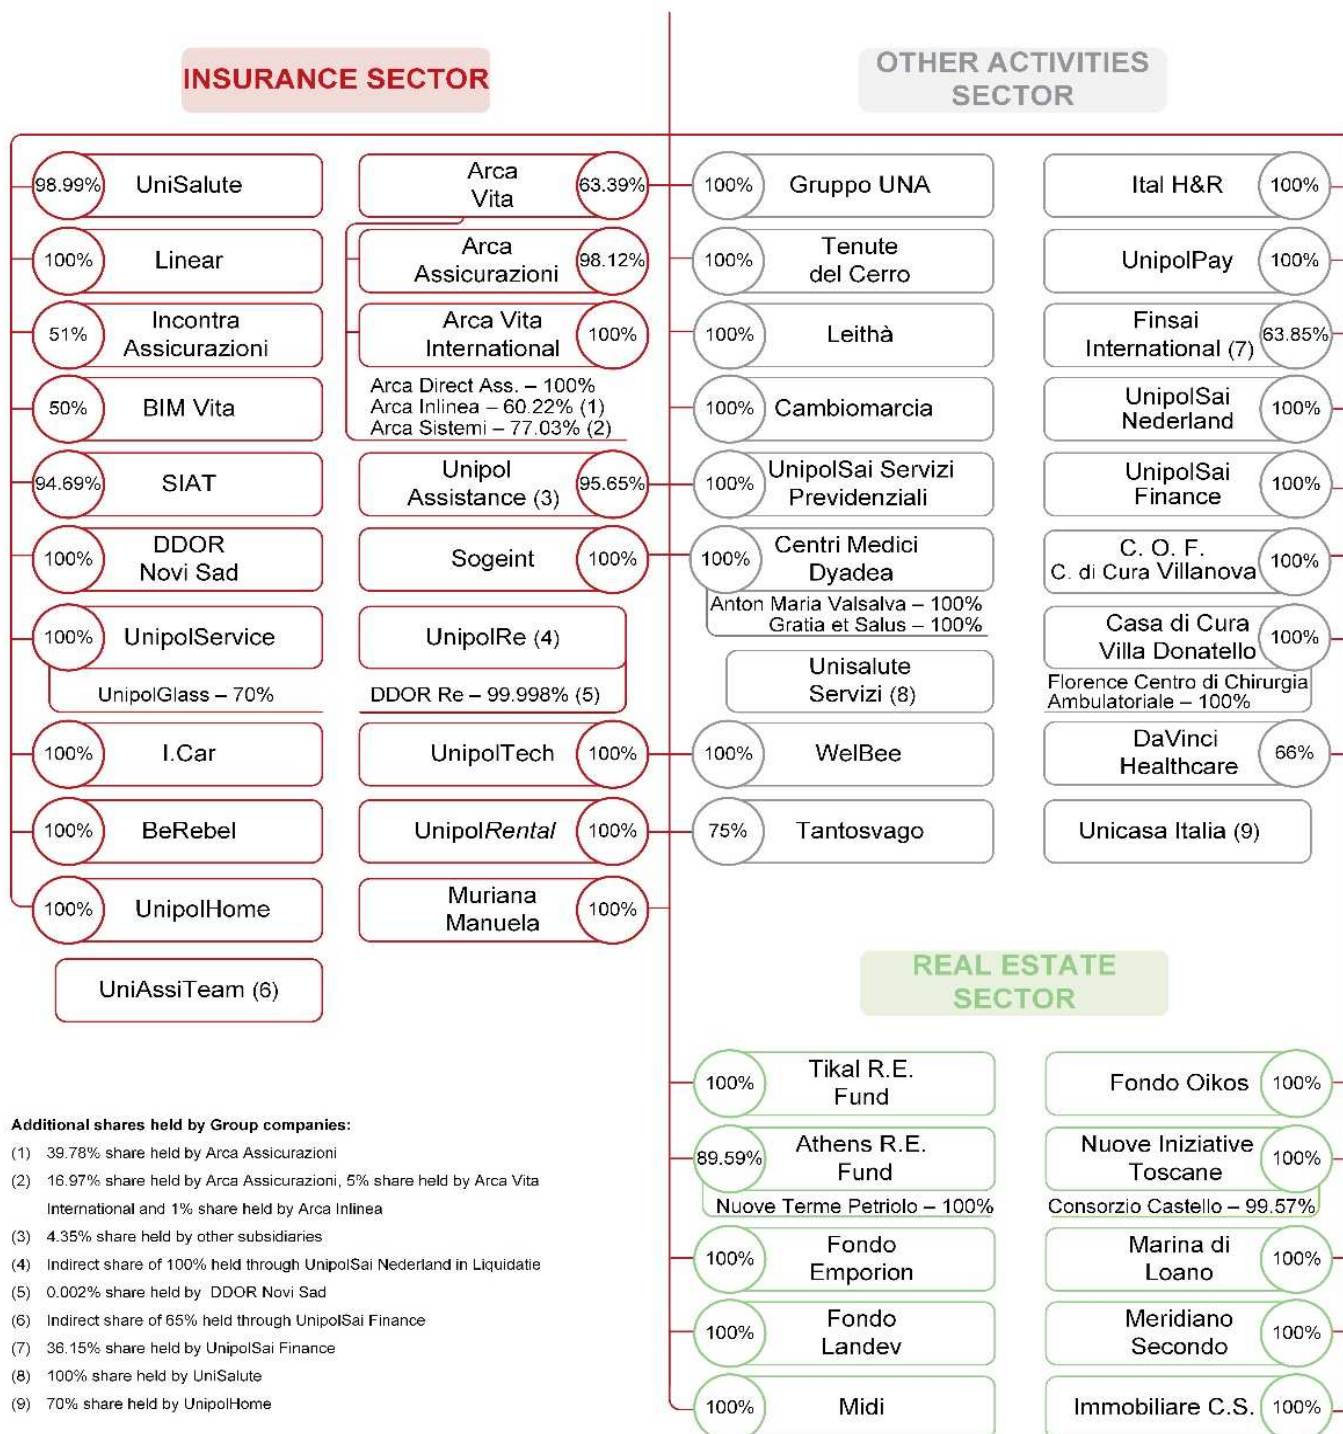 INSURANCE SECTOR
98.99% UniSalute
100% Linear
51% Incontra
Assicurazioni
50% BIM Vita
94.69% SIAT
100% DDOR
Novi Sad
100% UnipolService
UnipolGlass – 70%
100% I.Car
100% BeRebel
100% UnipolHome
UniAssiTeam (6)
Arca
Vita 63.39%
Arca
Assicurazioni 98.12%
Arca Vita
International 100%
Arca Direct Ass. – 100%
Arca Inlinea – 60.22% (1)
Arca Sistemi – 77.03% (2)
Unipol
Assistance (3) 95.65%
Sogeint 100%
UnipolRe (4)
DDOR Re – 99.998% (5)
UnipolTech 100%
UnipolRental 100%
Muriana
Manuela 100%
OTHER ACTIVITIES
SECTOR
100% Gruppo UNA
100% Tenute
del Cerro
100% Leithà
100% Cambiomarcia
100% UnipolSai Servizi
Previdenziali
100% Centri Medici
Dyadea
Anton Maria Valsalva – 100%
Gratia et Salus – 100%
Unisalute
Servizi (8)
100% WelBee
75% Tantosvago
Ital H&R 100%
UnipolPay 100%
Finsai
International (7) 63.85%
UnipolSai
Nederland 100%
UnipolSai
Finance 100%
C. O. F.
C. di Cura Villanova 100%
Casa di Cura
Villa Donatello 100%
Florence Centro di Chirurgia
Ambulatoriale – 100%
DaVinci
Healthcare 66%
Unicasa Italia (9)
REAL ESTATE
SECTOR
100% Tikal R.E.
Fund
89.59% Athens R.E.
Fund
Nuove Terme Petriolo – 100%
100% Fondo
Emporion
100% Fondo
Landev
100% Midi
Fondo Oikos 100%
Nuove Iniziative
Toscane 100%
Consorzio Castello – 99.57%
Marina di
Loano 100%
Meridiano
Secondo 100%
Immobiliare C.S. 100%
Additional shares held by Group companies:
(1) 39.78% share held by Arca Assicurazioni
(2) 16.97% share held by Arca Assicurazioni, 5% share held by Arca Vita
International and 1% share held by Arca Inlinea
(3) 4.35% share held by other subsidiaries
(4) Indirect share of 100% held through UnipolSai Nederland in Liquidatie
(5) 0.002% share held by DDOR Novi Sad
(6) Indirect share of 65% held through UnipolSai Finance
(7) 36.15% share held by UnipolSai Finance
(8) 100% share held by UniSalute
(9) 70% share held by UnipolHome